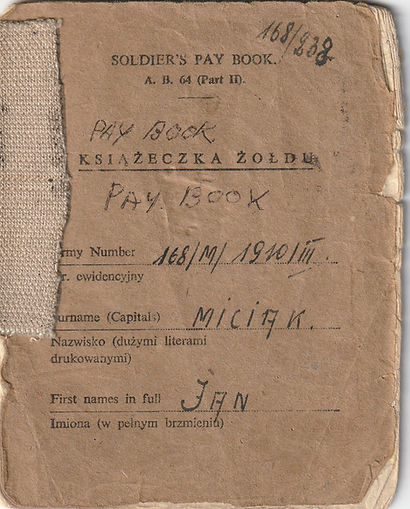 168/238
SOLDIER'S PAY BOOK.
A. B. 64 (Part II).
PAY BOOK
KSIĄŻECZKA ŻOŁDU
PAY BOOK
rmy Number 168/M/1910/III.
r. ewidencyjny
urname (Capitals) MICIAK.
Nazwisko (dużymi literami
drukowanymi)
First names in full JAN
Imiona (w pełnym brzmieniu)